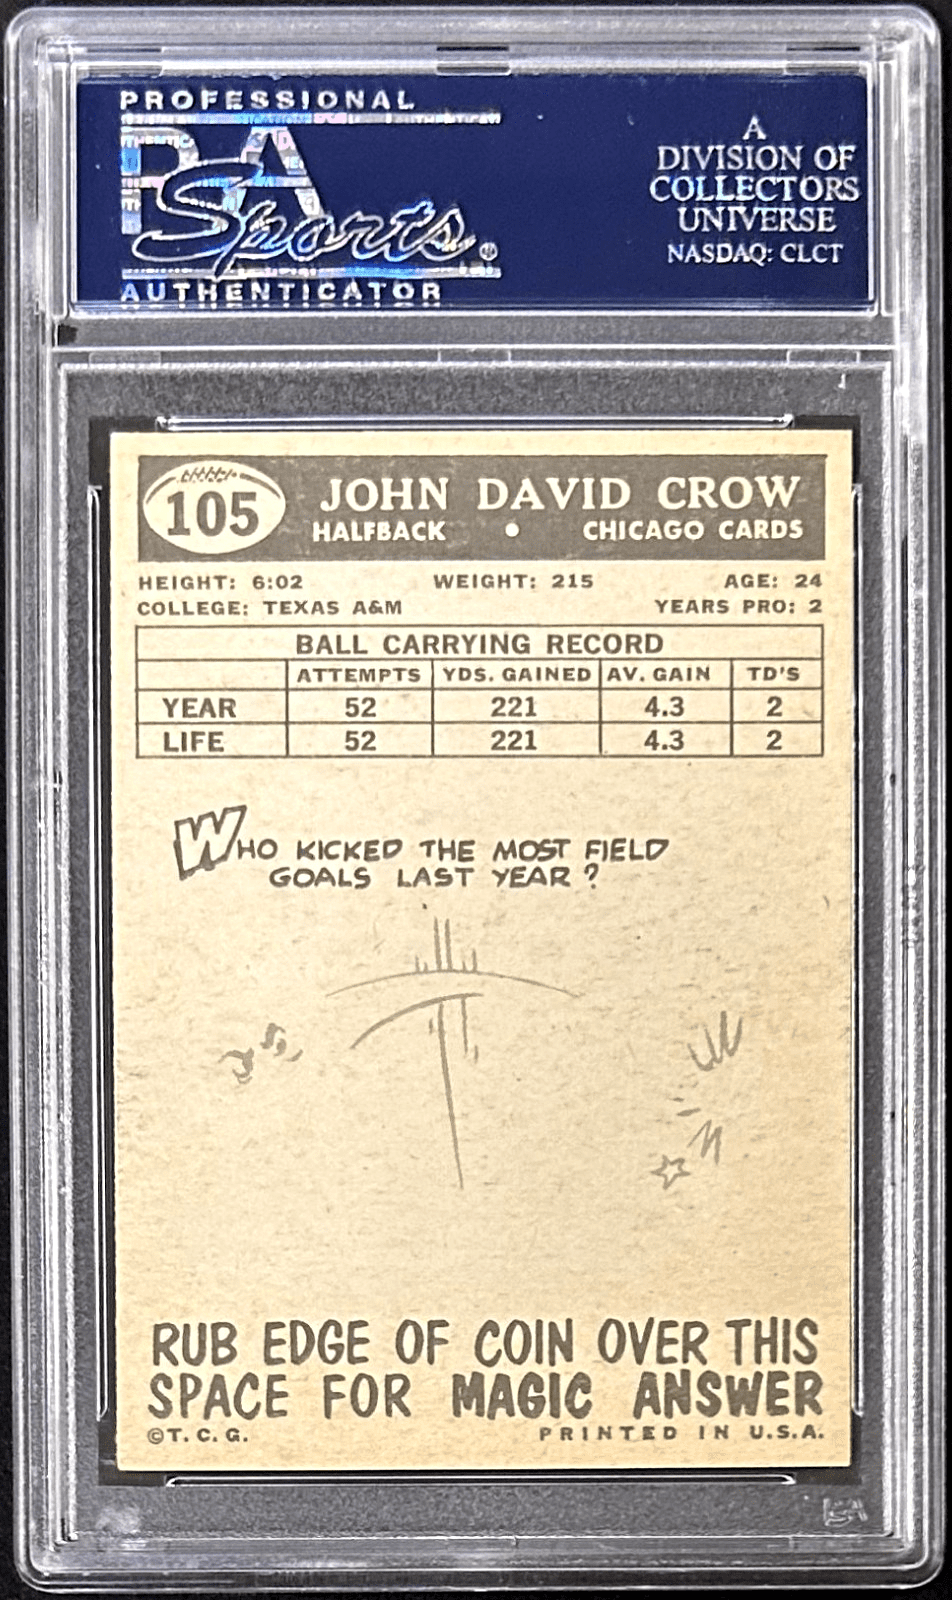 PROFESSIONAL
PSA
Sports
AUTHENTICATOR
A
DIVISION OF
COLLECTORS
UNIVERSE
NASDAQ: CLCT
105
JOHN DAVID CROW
HALFBACK • CHICAGO CARDS
HEIGHT: 6:02 WEIGHT: 215 AGE: 24
COLLEGE: TEXAS A&M YEARS PRO: 2
BALL CARRYING RECORD
ATTEMPTS YDS. GAINED AV. GAIN TD'S
YEAR 52 221 4.3 2
LIFE 52 221 4.3 2
WHO KICKED THE MOST FIELD
GOALS LAST YEAR?
RUB EDGE OF COIN OVER THIS
SPACE FOR MAGIC ANSWER
©T. C. G. PRINTED IN U.S.A.
PSA